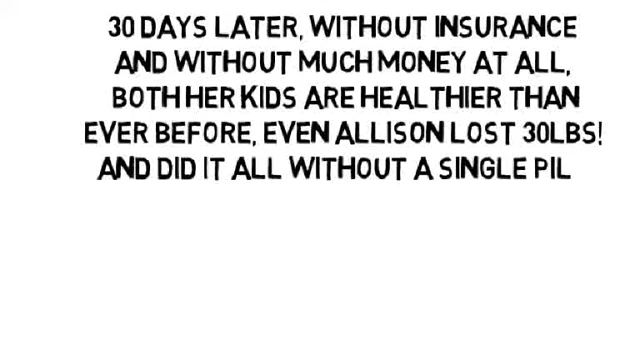 30 DAYS LATER, WITHOUT INSURANCE
AND WITHOUT MUCH MONEY AT ALL,
BOTH HER KIDS ARE HEALTHIER THAN
EVER BEFORE, EVEN ALLISON LOST 30LBS!
AND DID IT ALL WITHOUT A SINGLE PIL